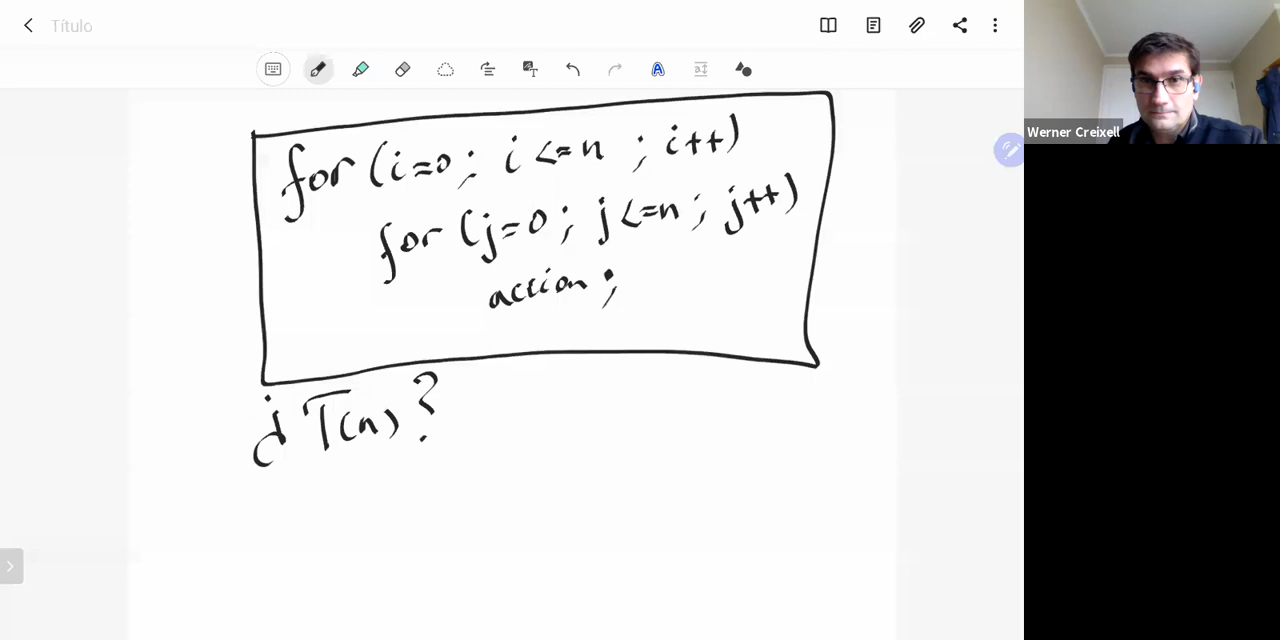 Título
Werner Creixell
for (i=0; i <=n ; i++)
for (j=0; j <=n; j++)
accion;
¿ T(n) ?